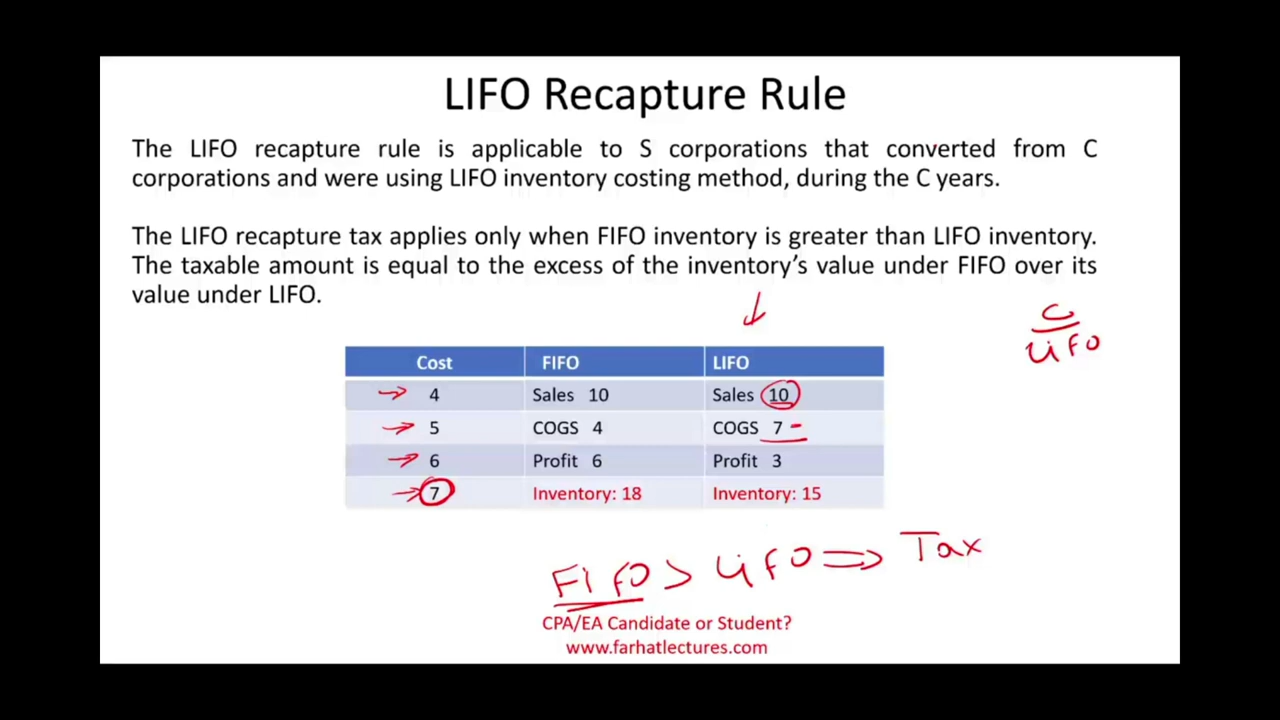 LIFO Recapture Rule
The LIFO recapture rule is applicable to S corporations that converted from C
corporations and were using LIFO inventory costing method, during the C years.
The LIFO recapture tax applies only when FIFO inventory is greater than LIFO inventory.
The taxable amount is equal to the excess of the inventory's value under FIFO over its
value under LIFO.
C
LIFO
Cost FIFO LIFO
4 Sales 10 Sales 10
5 COGS 4 COGS 7
6 Profit 6 Profit 3
7 Inventory: 18 Inventory: 15
FIFO > LIFO ⇒ Tax
CPA/EA Candidate or Student?
www.farhatlectures.com